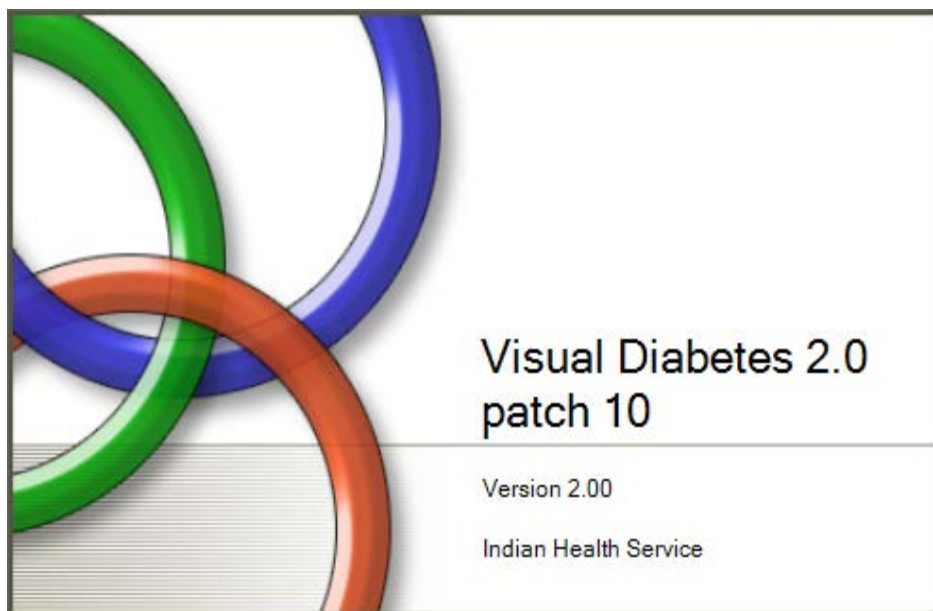 Visual Diabetes 2.0
patch 10
Version 2.00
Indian Health Service